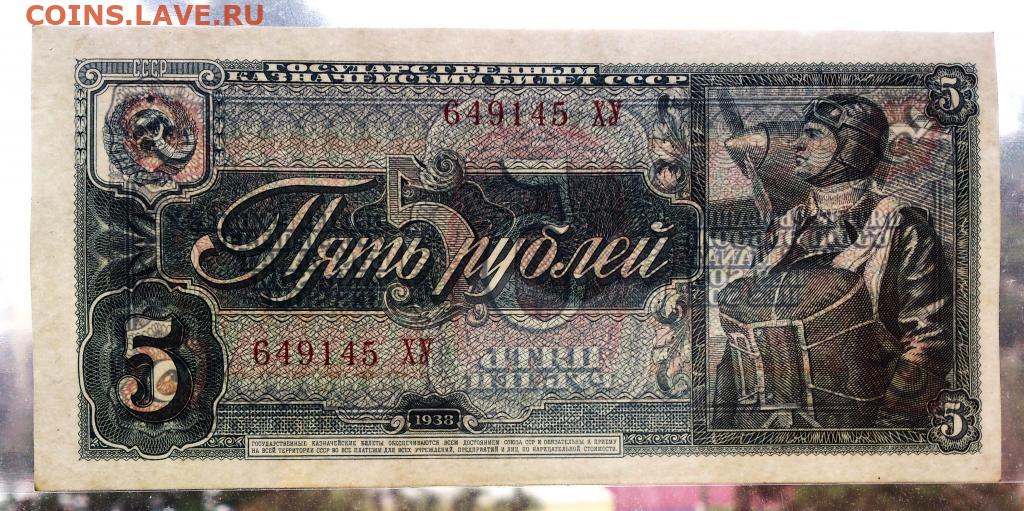 COINS.LAVE.РУ
СССР
ГОСУДАРСТВЕННЫЙ
КАЗНАЧЕЙСКИЙ БИЛЕТ СССР
5
649145 ХУ
5
Пять рублей
5
649145 ХУ
1938
5
ГОСУДАРСТВЕННЫЕ КАЗНАЧЕЙСКИЕ БИЛЕТЫ ОБЕСПЕЧИВАЮТСЯ ВСЕМ ДОСТОЯНИЕМ СОЮЗА ССР И ОБЯЗАТЕЛЬНЫ К ПРИЕМУ
НА ВСЕЙ ТЕРРИТОРИИ СССР ВО ВСЕ ПЛАТЕЖИ ДЛЯ ВСЕХ УЧРЕЖДЕНИЙ, ПРЕДПРИЯТИЙ И ЛИЦ ПО НАРИЦАТЕЛЬНОЙ СТОИМОСТИ.